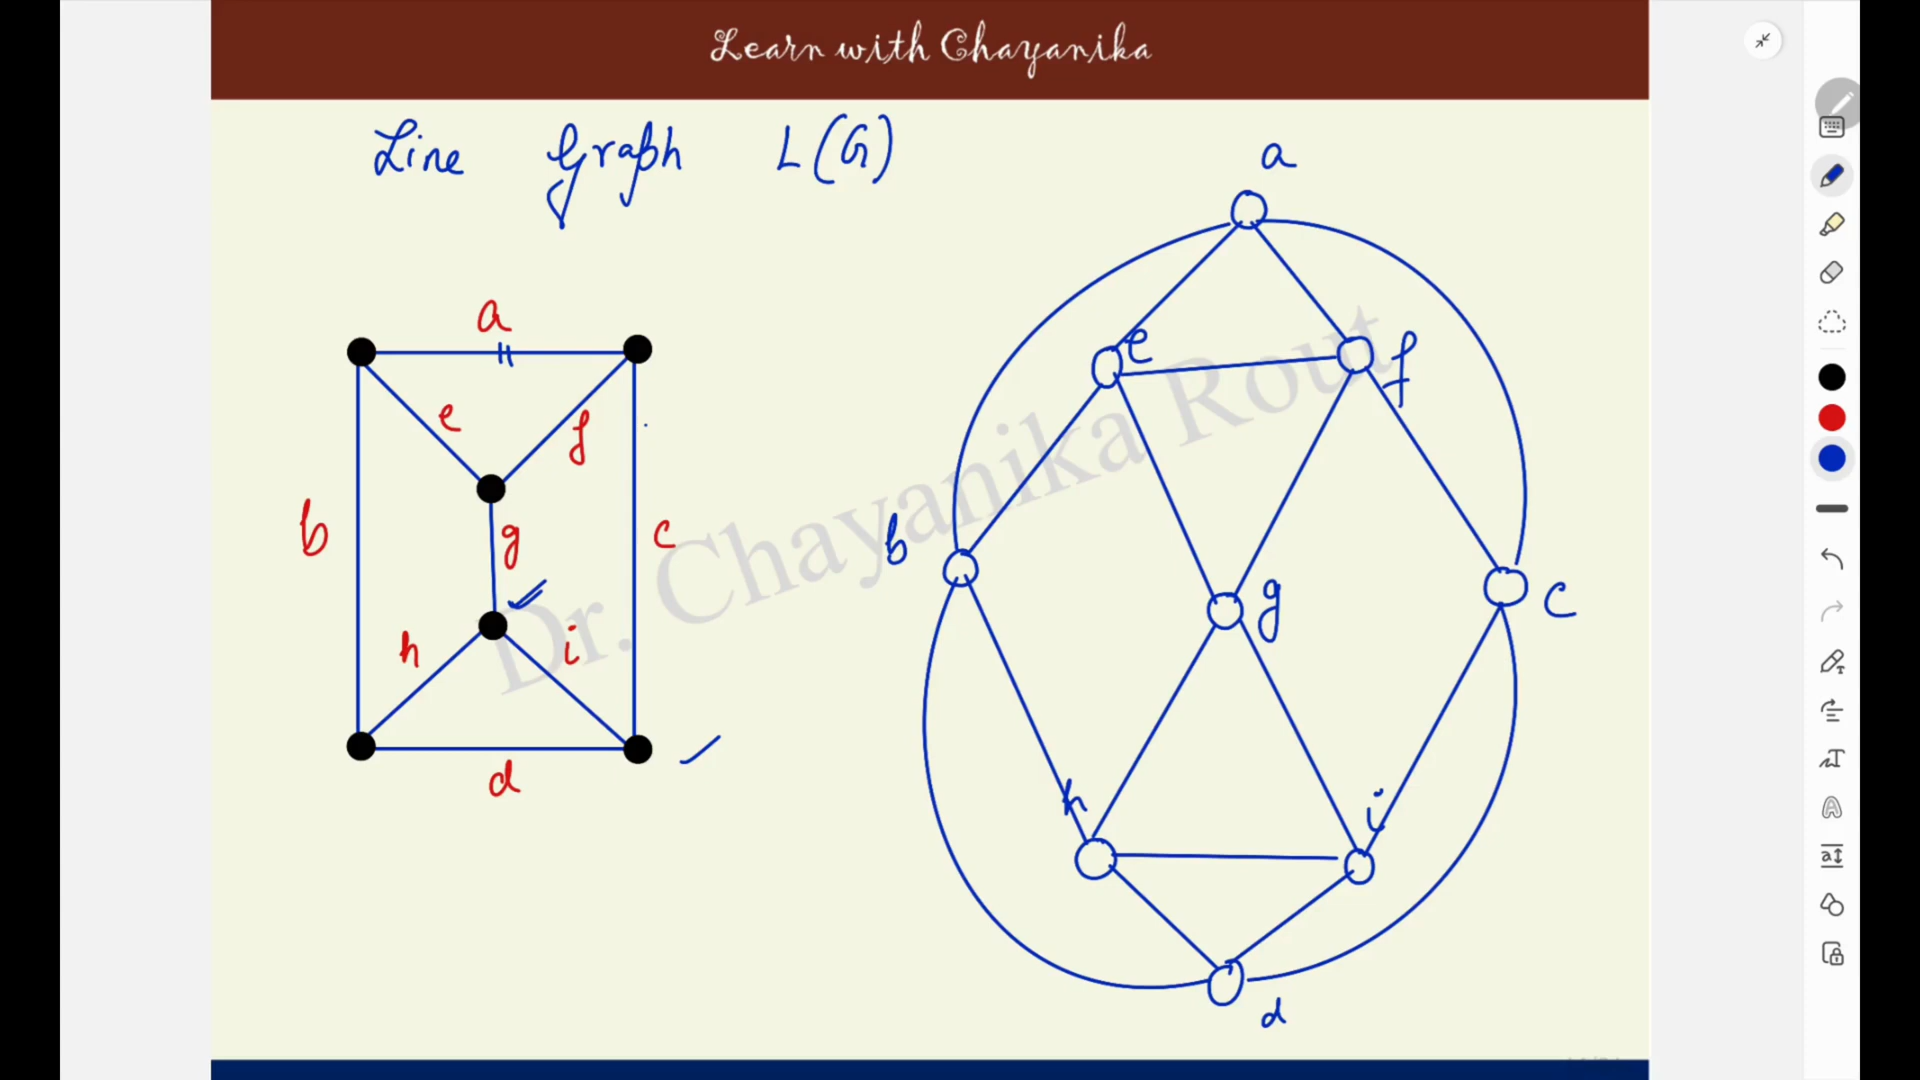 Learn with Chayanika
Line Graph L(G)
a
a
e
f
e
f
b
g
c
b
g
c
h
i
h
i
d
d
Dr. Chayanika Rout